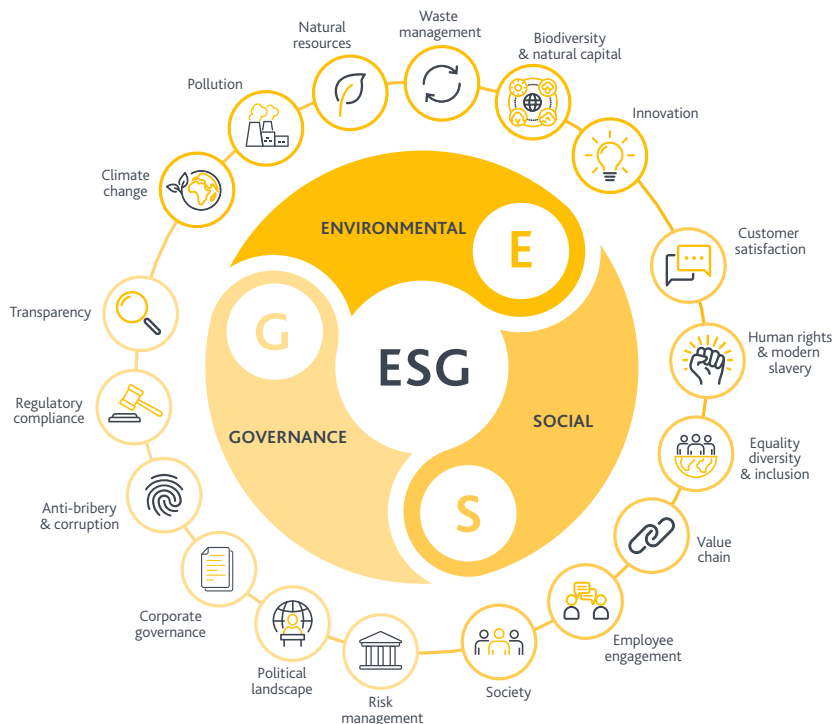 Waste
management
Natural
resources
Biodiversity
& natural capital
Pollution
Innovation
Climate
change
ENVIRONMENTAL
E
Customer
satisfaction
Transparency
G
Human rights
& modern
slavery
ESG
Regulatory
compliance
GOVERNANCE
SOCIAL
Equality
diversity
& inclusion
Anti-bribery
& corruption
S
Value
chain
Corporate
governance
Employee
engagement
Political
landscape
Society
Risk
management